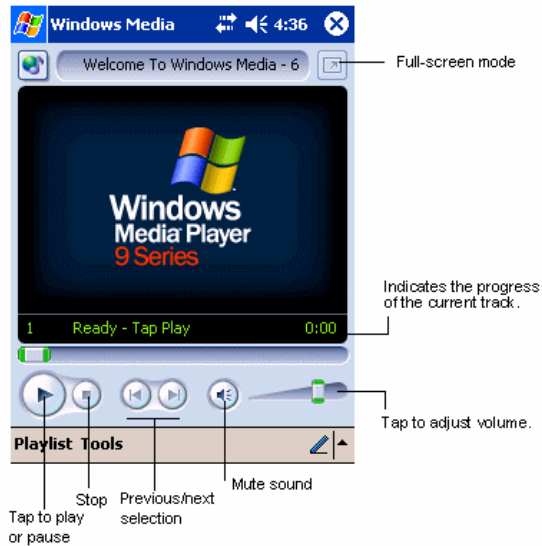 Windows Media 4:36
Welcome To Windows Media - 6
Full-screen mode
Windows
Media Player
9 Series
Indicates the progress
of the current track.
1 Ready - Tap Play 0:00
Tap to adjust volume.
Playlist Tools
Mute sound
Stop
Previous/next
selection
Tap to play
or pause